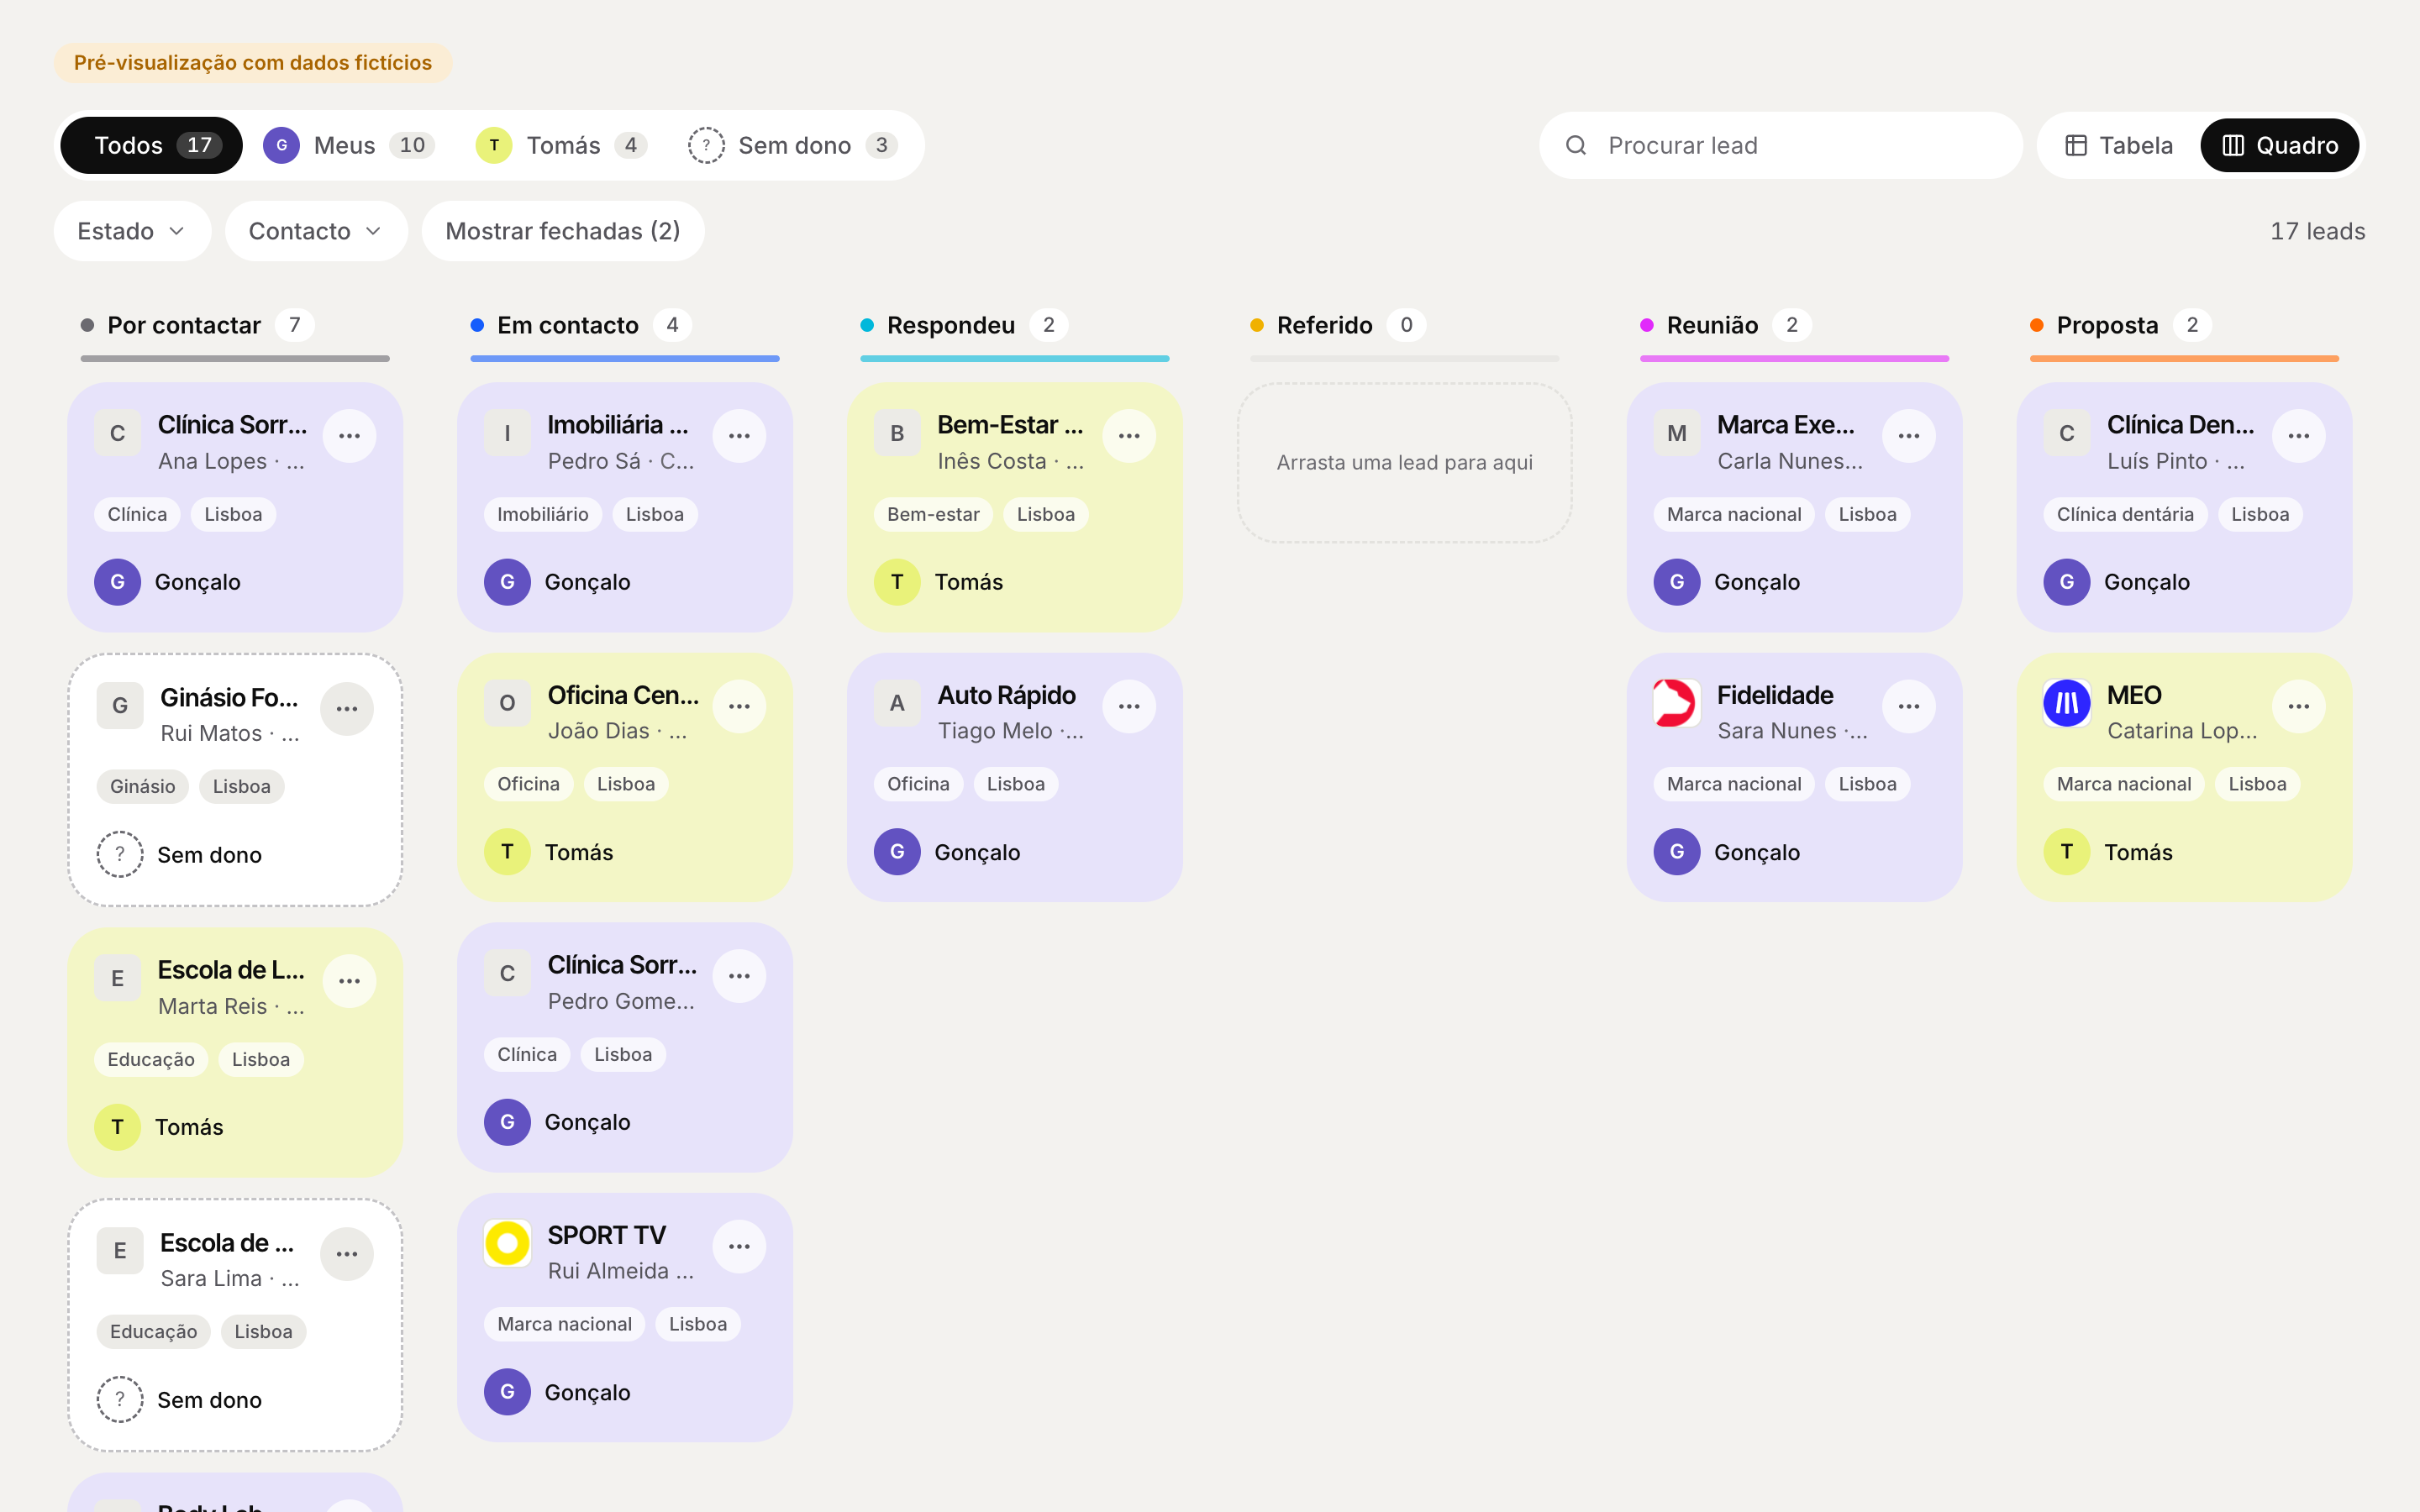 Pré-visualização com dados fictícios
Todos 17 G Meus 10 T Tomás 4 ? Sem dono 3
Procurar lead
Tabela Quadro
Estado Contacto Mostrar fechadas (2)
17 leads
Por contactar 7
C Clínica Sorr... ...
Ana Lopes · ...
Clínica Lisboa
G Gonçalo
G Ginásio Fo... ...
Rui Matos · ...
Ginásio Lisboa
? Sem dono
E Escola de L... ...
Marta Reis · ...
Educação Lisboa
T Tomás
E Escola de ... ...
Sara Lima · ...
Educação Lisboa
? Sem dono
Em contacto 4
I Imobiliária ... ...
Pedro Sá · C...
Imobiliário Lisboa
G Gonçalo
O Oficina Cen... ...
João Dias · ...
Oficina Lisboa
T Tomás
C Clínica Sorr... ...
Pedro Gome...
Clínica Lisboa
G Gonçalo
SPORT TV ...
Rui Almeida ...
Marca nacional Lisboa
G Gonçalo
Respondeu 2
B Bem-Estar ... ...
Inês Costa · ...
Bem-estar Lisboa
T Tomás
A Auto Rápido ...
Tiago Melo ·...
Oficina Lisboa
G Gonçalo
Referido 0
Arrasta uma lead para aqui
Reunião 2
M Marca Exe... ...
Carla Nunes...
Marca nacional Lisboa
G Gonçalo
Fidelidade ...
Sara Nunes ·...
Marca nacional Lisboa
G Gonçalo
Proposta 2
C Clínica Den... ...
Luís Pinto · ...
Clínica dentária Lisboa
G Gonçalo
MEO ...
Catarina Lop...
Marca nacional Lisboa
T Tomás